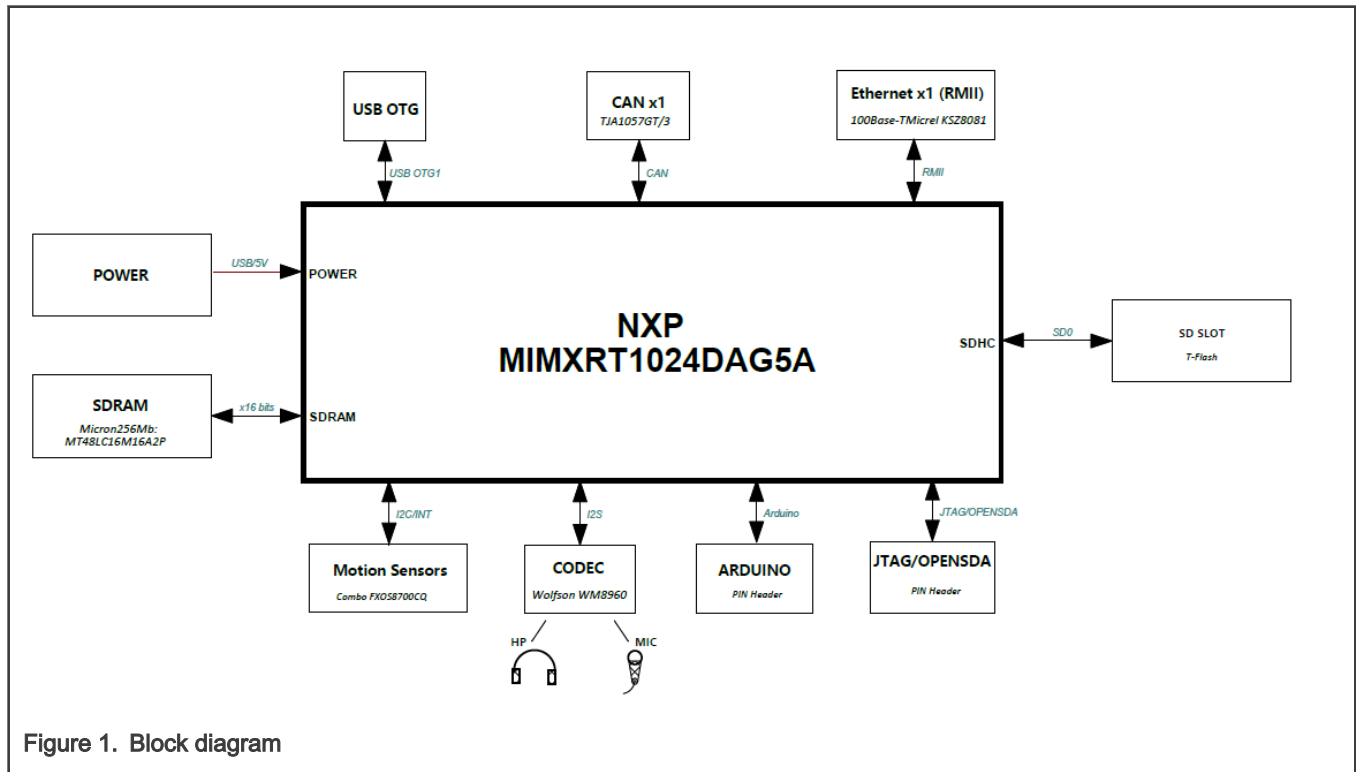 USB OTG
CAN x1
TJA1057GT/3
Ethernet x1 (RMII)
100Base-TMicrel KSZ8081
USB OTG1
CAN
RMII
POWER
USB/5V
POWER
NXP
MIMXRT1024DAG5A
SDHC
SD0
SD SLOT
T-Flash
SDRAM
Micron256Mb:
MT48LC16M16A2P
x16 bits
SDRAM
I2C/INT
I2S
Arduino
JTAG/OPENSDA
Motion Sensors
Combo FXOS8700CQ
CODEC
Wolfson WM8960
ARDUINO
PIN Header
JTAG/OPENSDA
PIN Header
HP
MIC
Figure 1. Block diagram